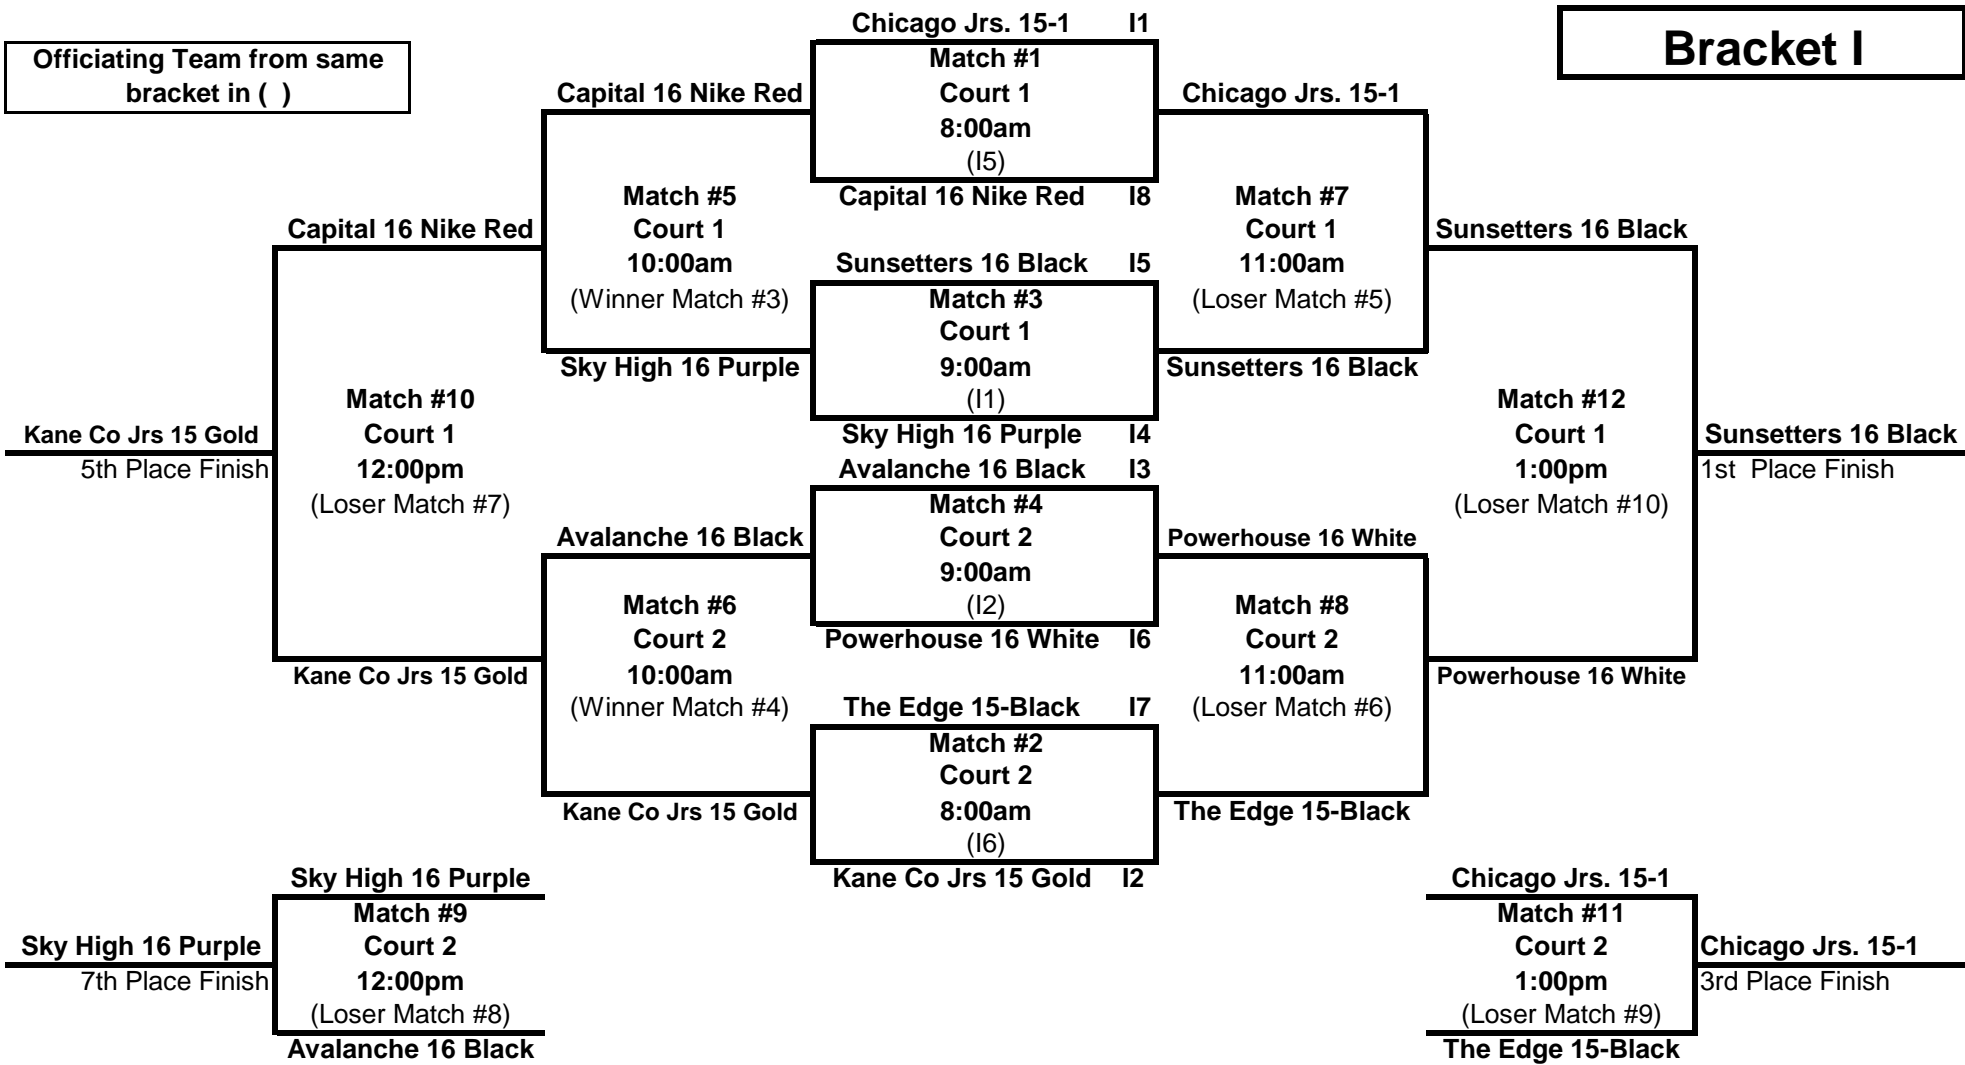 Chicago Jrs. 15-1 I1
Bracket I
Officiating Team from same
bracket in ( )
Match #1
Capital 16 Nike Red
Court 1
Chicago Jrs. 15-1
8:00am
(I5)
Capital 16 Nike Red I8
Match #5
Court 1
10:00am
(Winner Match #3)
Match #7
Court 1
11:00am
(Loser Match #5)
Capital 16 Nike Red
Sunsetters 16 Black
Sunsetters 16 Black I5
Match #3
Court 1
9:00am
(I1)
Sky High 16 Purple
Sunsetters 16 Black
Sky High 16 Purple I4
Match #10
Court 1
12:00pm
(Loser Match #7)
Kane Co Jrs 15 Gold
5th Place Finish
Match #12
Court 1
1:00pm
(Loser Match #10)
Sunsetters 16 Black
1st Place Finish
Avalanche 16 Black I3
Match #4
Court 2
9:00am
(I2)
Avalanche 16 Black
Powerhouse 16 White
Powerhouse 16 White I6
Match #6
Court 2
10:00am
(Winner Match #4)
Match #8
Court 2
11:00am
(Loser Match #6)
Kane Co Jrs 15 Gold
Powerhouse 16 White
The Edge 15-Black I7
Match #2
Court 2
8:00am
(I6)
Kane Co Jrs 15 Gold
The Edge 15-Black
Kane Co Jrs 15 Gold I2
Sky High 16 Purple
Match #9
Court 2
12:00pm
(Loser Match #8)
Avalanche 16 Black
Sky High 16 Purple
7th Place Finish
Chicago Jrs. 15-1
Match #11
Court 2
1:00pm
(Loser Match #9)
The Edge 15-Black
Chicago Jrs. 15-1
3rd Place Finish